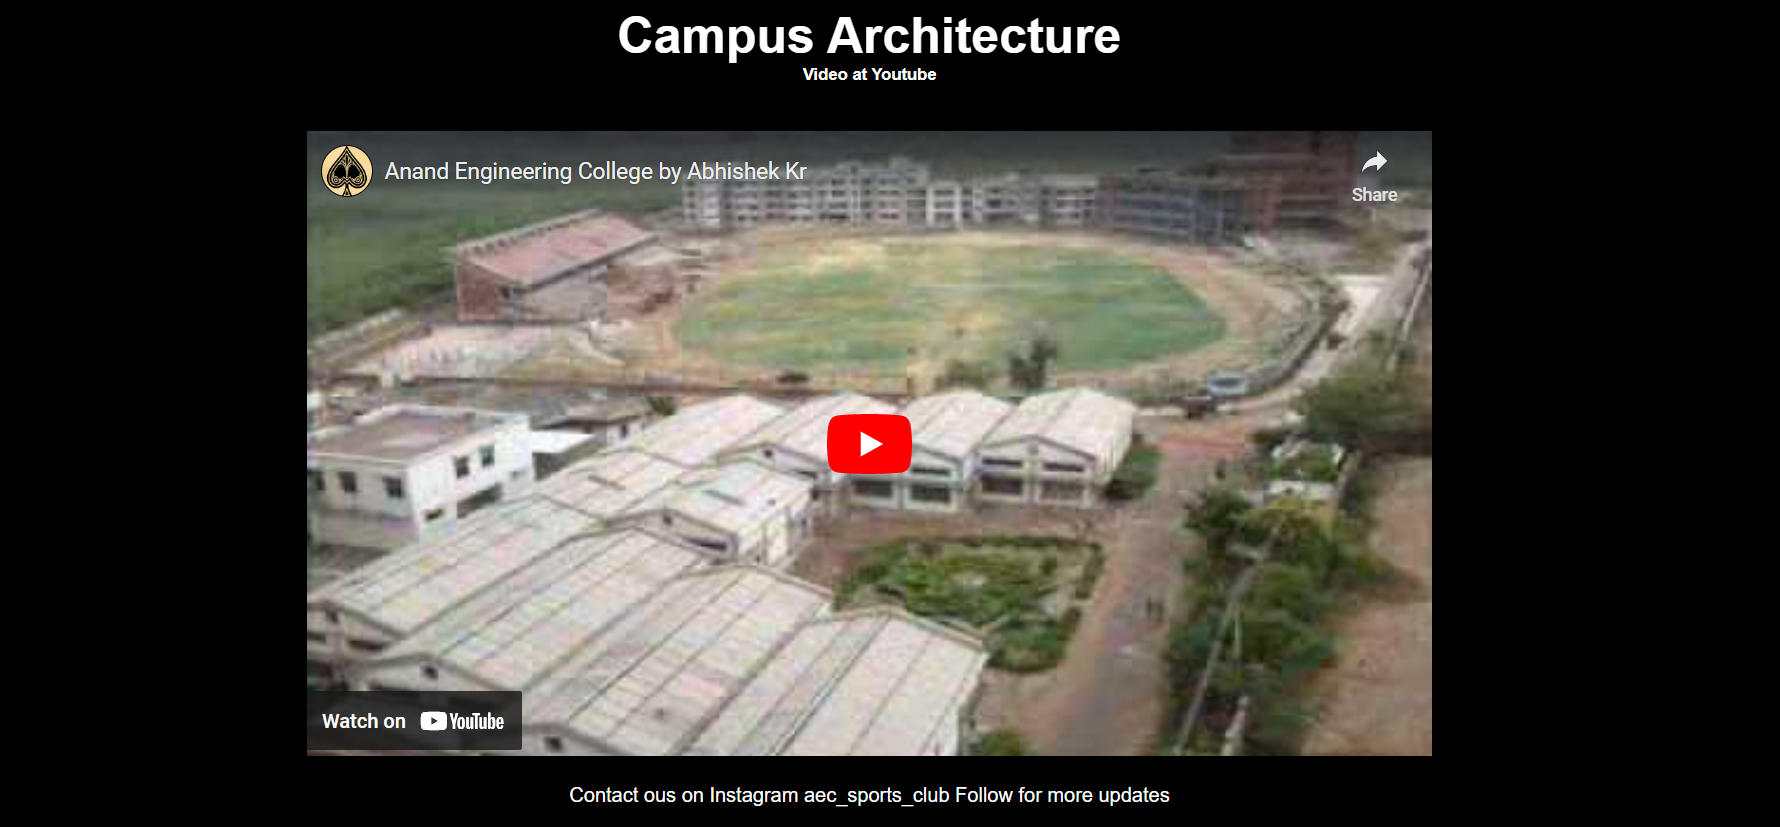 Campus Architecture
Video at Youtube
Anand Engineering College by Abhishek Kr
Share
Watch on YouTube
Contact ous on Instagram aec_sports_club Follow for more updates